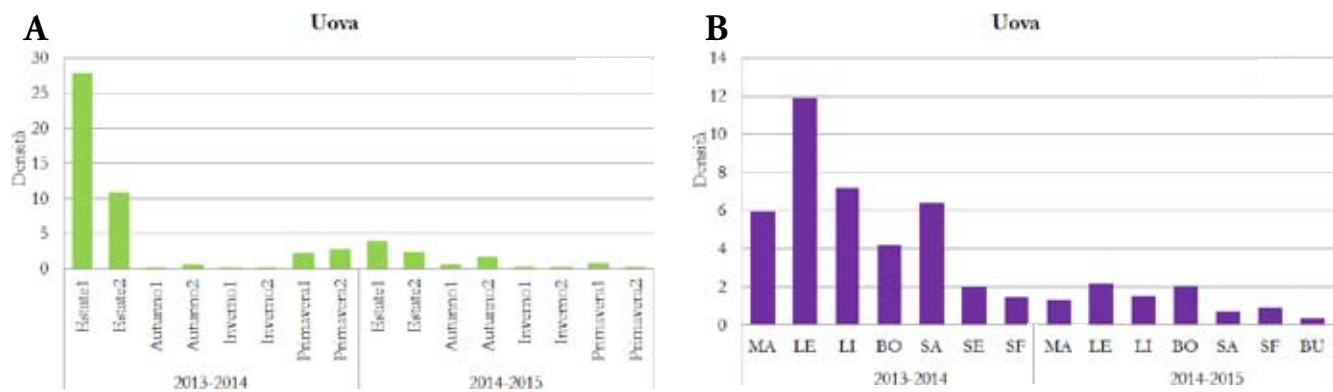 A
Uova
30
25
20
15
10
5
0
Densità
Estate1
Estate2
Autunno1
Autunno2
Inverno1
Inverno2
Primavera1
Primavera2
Estate1
Estate2
Autunno1
Autunno2
Inverno1
Inverno2
Primavera1
Primavera2
2013-2014
2014-2015
B
Uova
14
12
10
8
6
4
2
0
Densità
MA LE LI BO SA SE SF MA LE LI BO SA SF BU
2013-2014
2014-2015